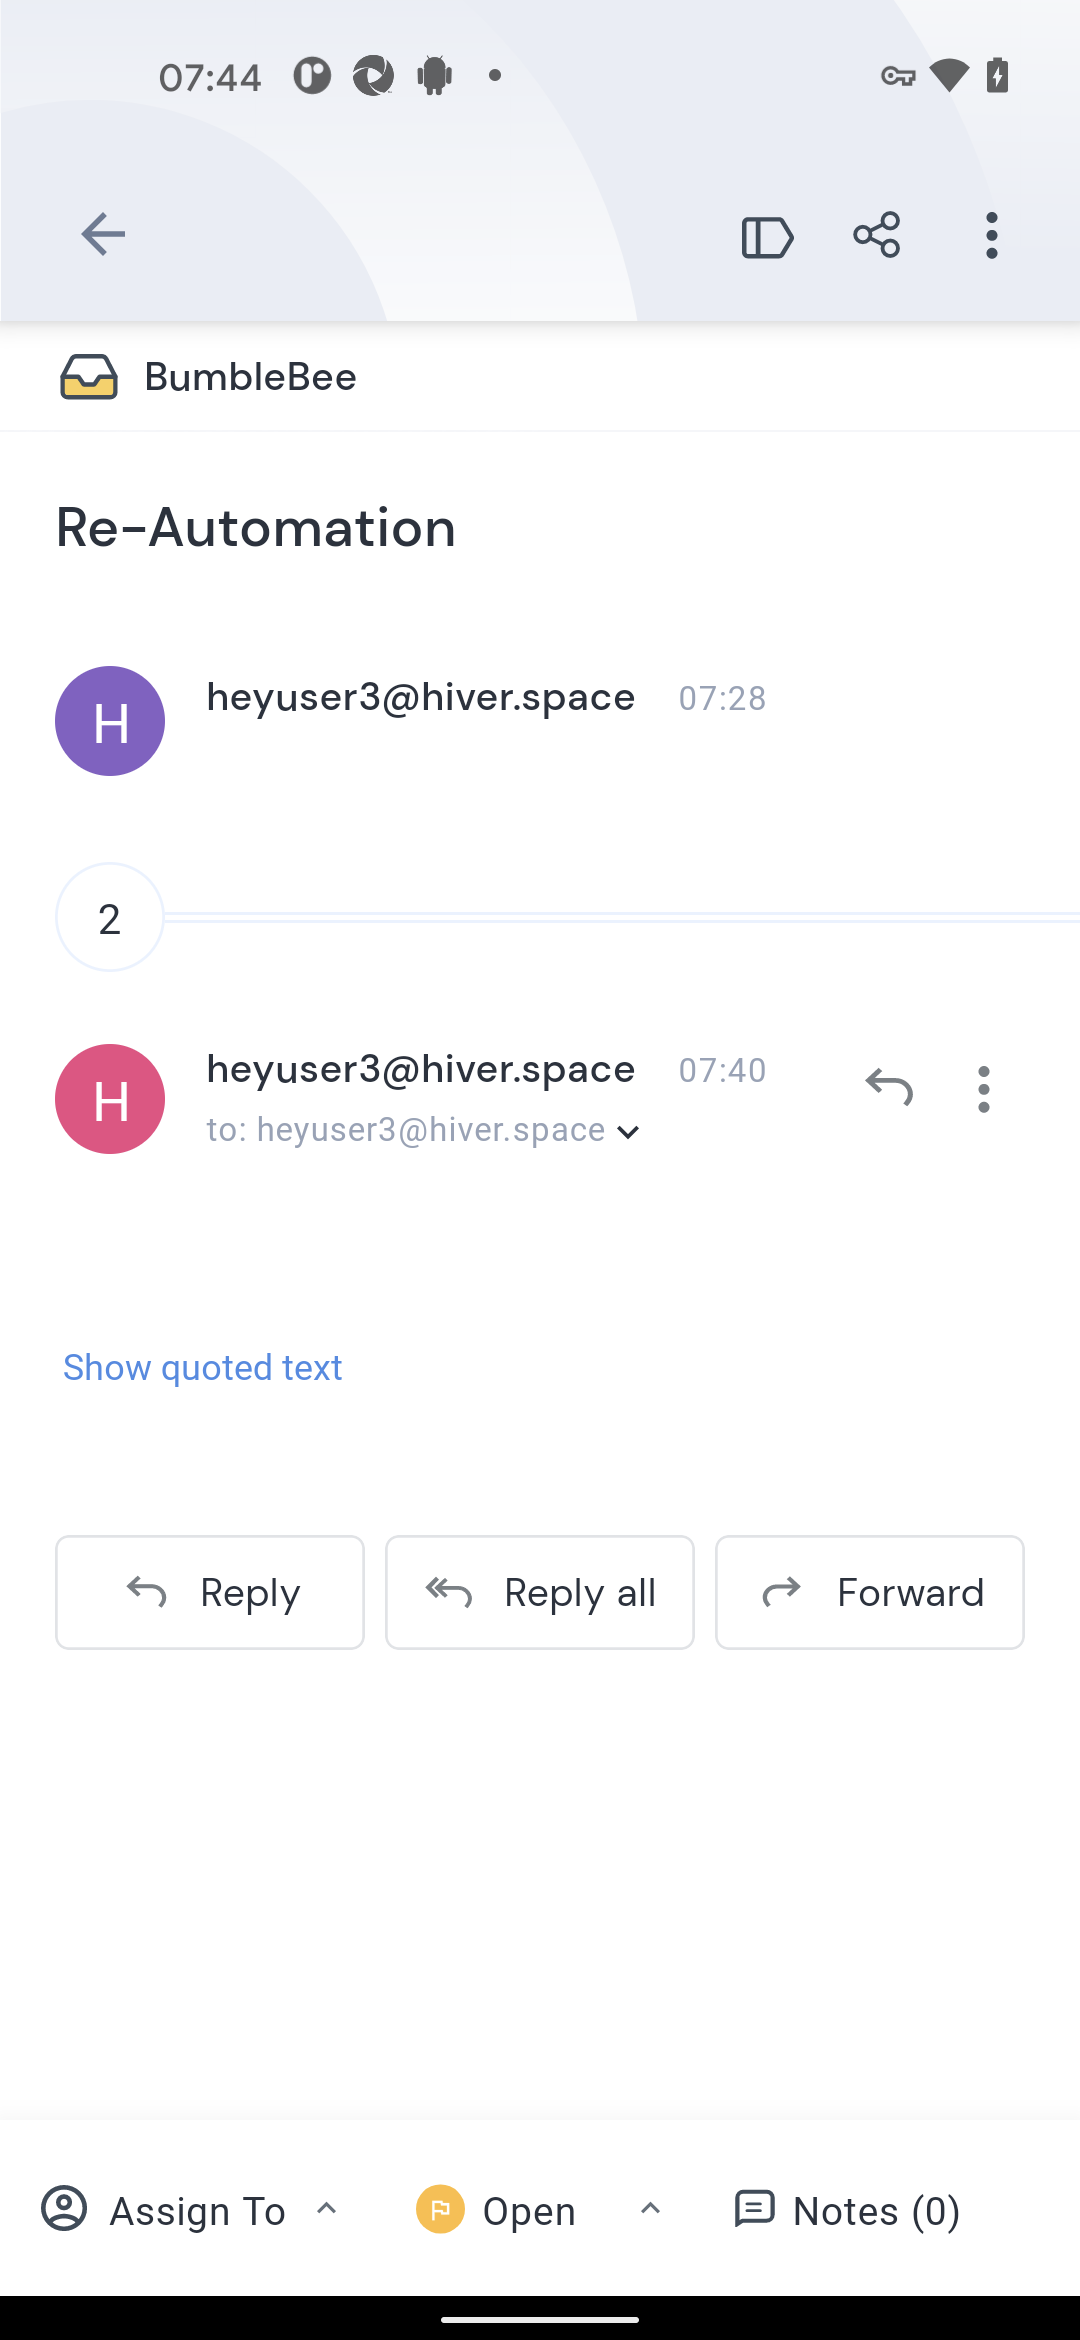 07:44
BumbleBee
Re-Automation
H
heyuser3@hiver.space 07:28
2
H
heyuser3@hiver.space 07:40
to: heyuser3@hiver.space
Show quoted text
Reply
Reply all
Forward
Assign To
Open
Notes (0)